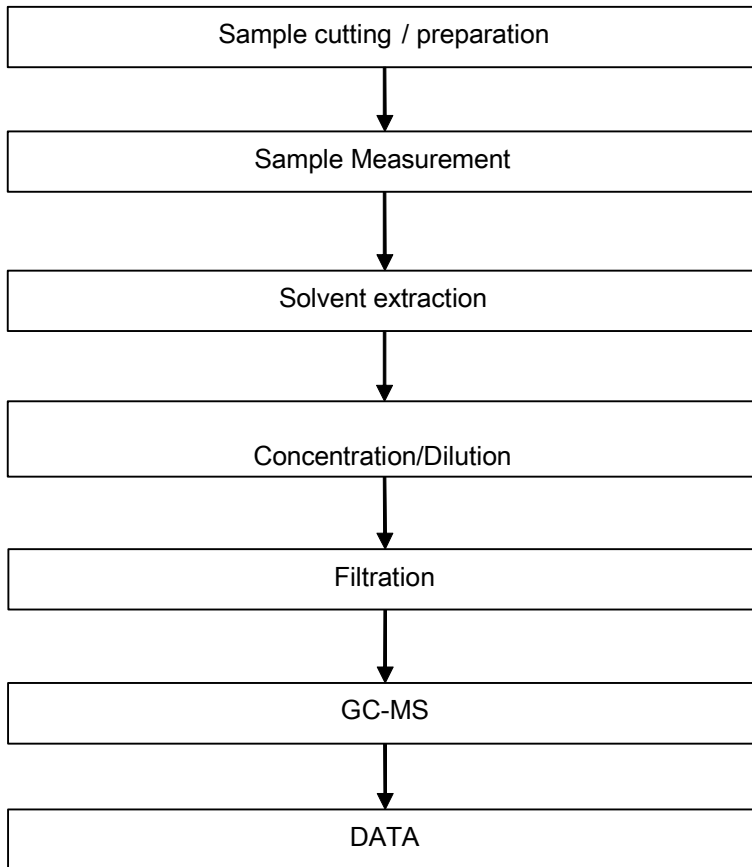 Sample cutting / preparation
Sample Measurement
Solvent extraction
Concentration/Dilution
Filtration
GC-MS
DATA